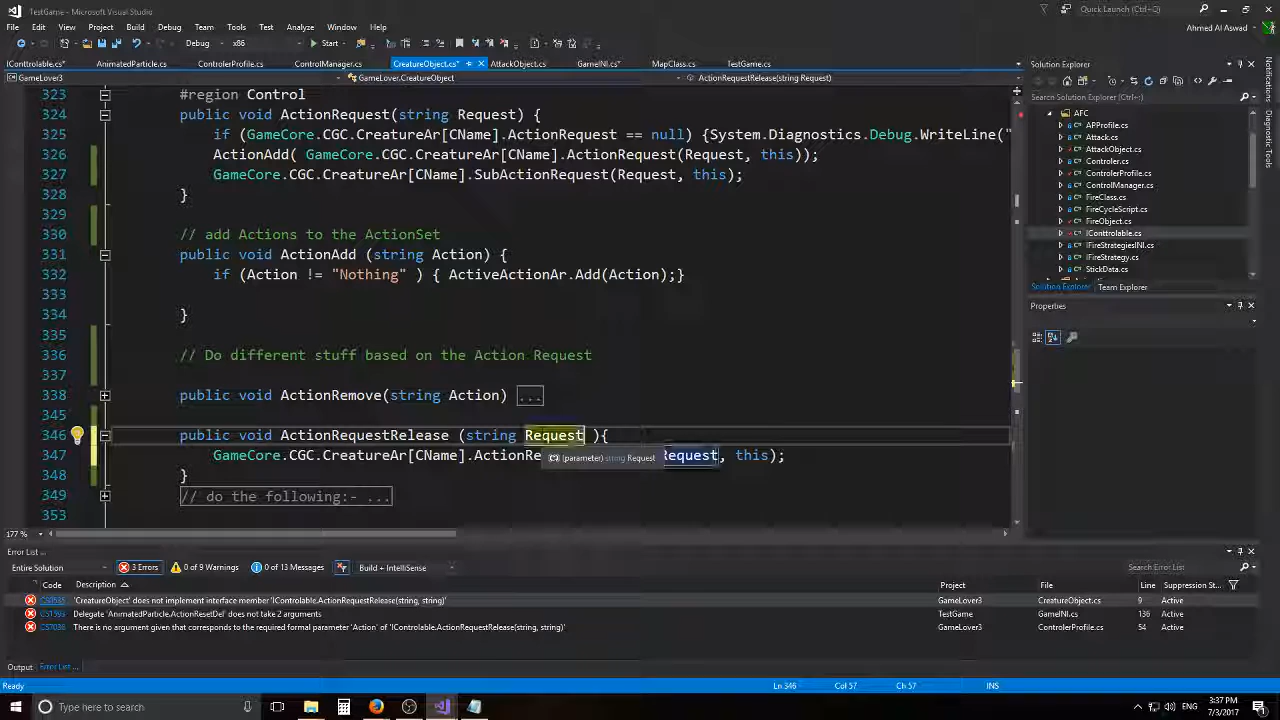 TestGame - Microsoft Visual Studio
Quick Launch (Ctrl+;)
File Edit View Project Build Debug Team Tools Test Analyze Window Help
Ahmed Al Aswad
Debug x86 Start
IControlable.cs* AnimatedParticle.cs ControlerProfile.cs ControlManager.cs CreatureObject.cs* AttackObject.cs GameINI.cs* MapClass.cs TestGame.cs
GameLover3 GameLover.CreatureObject ActionRequestRelease(string Request)
323 #region Control
324 public void ActionRequest(string Request) {
325 if (GameCore.CGC.CreatureAr[CName].ActionRequest == null) {System.Diagnostics.Debug.WriteLine("
326 ActionAdd( GameCore.CGC.CreatureAr[CName].ActionRequest(Request, this));
327 GameCore.CGC.CreatureAr[CName].SubActionRequest(Request, this);
328 }
329
330 // add Actions to the ActionSet
331 public void ActionAdd (string Action) {
332 if (Action != "Nothing" ) { ActiveActionAr.Add(Action);}
333
334 }
335
336 // Do different stuff based on the Action Request
337
338 public void ActionRemove(string Action) ...
345
346 public void ActionRequestRelease (string Request ){
347 GameCore.CGC.CreatureAr[CName].ActionRe Request, this);
(parameter) string Request
348 }
349 // do the following:- ...
353
177 %
Solution Explorer
Search Solution Explorer (Ctrl+;)
AFC
APProfile.cs
Attack.cs
AttackObject.cs
Controler.cs
ControlerProfile.cs
ControlManager.cs
FireClass.cs
FireCycleScript.cs
FireObject.cs
IControlable.cs
IFireStrategiesINI.cs
IFireStrategy.cs
StickData.cs
Solution Explorer Team Explorer
Properties
Notifications
Diagnostic Tools
Error List ...
Entire Solution 3 Errors 0 of 9 Warnings 0 of 13 Messages Build + IntelliSense
Search Error List
Code Description Project File Line Suppression St...
CS0535 'CreatureObject' does not implement interface member 'IControlable.ActionRequestRelease(string, string)' GameLover3 CreatureObject.cs 9 Active
CS1593 Delegate 'AnimatedParticle.ActionResetDel' does not take 2 arguments TestGame GameINI.cs 136 Active
CS7036 There is no argument given that corresponds to the required formal parameter 'Action' of 'IControlable.ActionRequestRelease(string, string)' GameLover3 ControlerProfile.cs 54 Active
Output Error List ...
Ready Ln 346 Col 57 Ch 57 INS
Type here to search
ENG
3:37 PM
7/3/2017